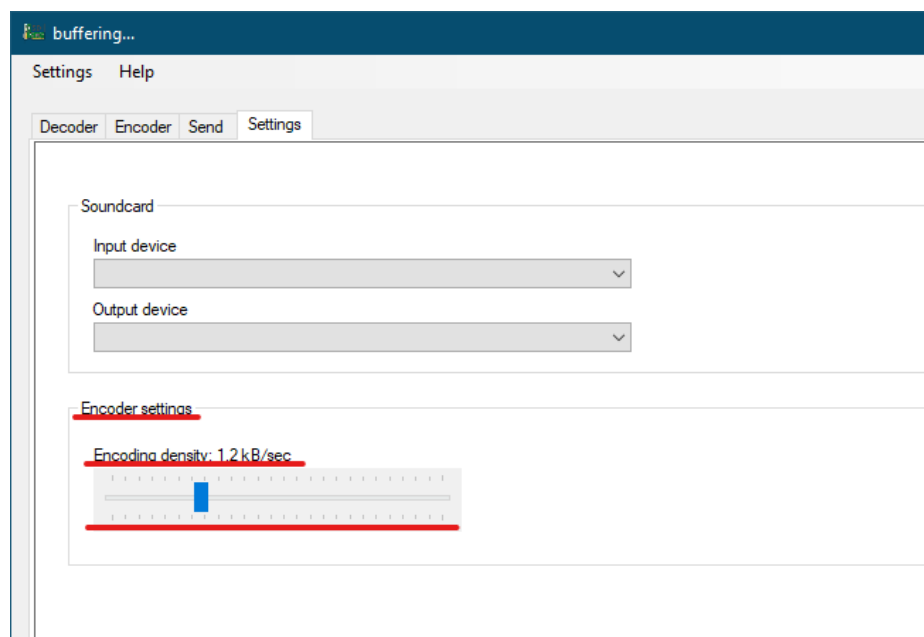 buffering...
Settings Help
Decoder Encoder Send Settings
Soundcard
Input device
Output device
Encoder settings
Encoding density: 1,2 kB/sec